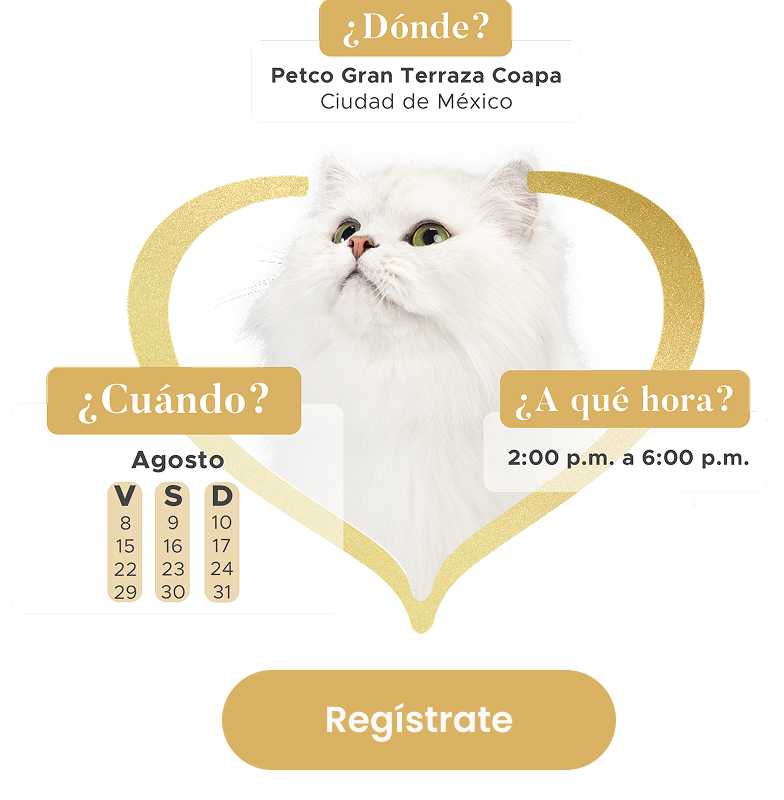 ¿Dónde?
Petco Gran Terraza Coapa
Ciudad de México
¿Cuándo?
Agosto
V S D
8 9 10
15 16 17
22 23 24
29 30 31
¿A qué hora?
2:00 p.m. a 6:00 p.m.
Regístrate